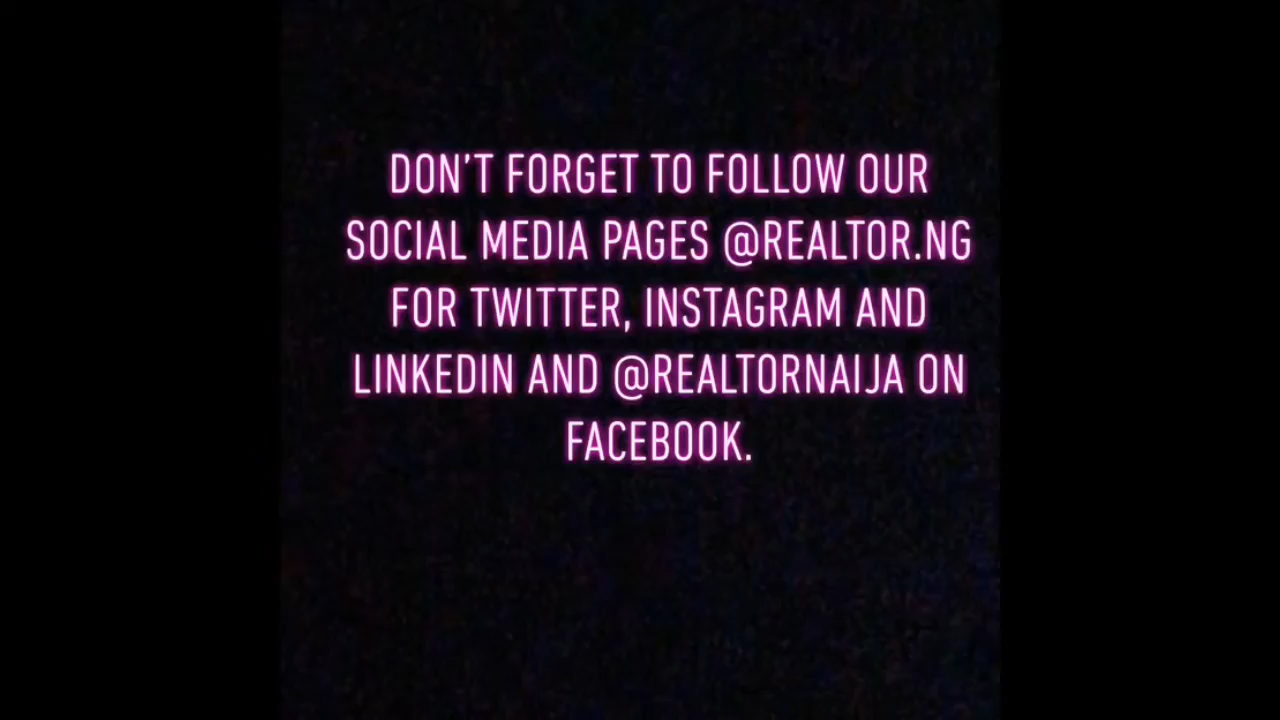 DON'T FORGET TO FOLLOW OUR
SOCIAL MEDIA PAGES @REALTOR.NG
FOR TWITTER, INSTAGRAM AND
LINKEDIN AND @REALTORNAIJA ON
FACEBOOK.